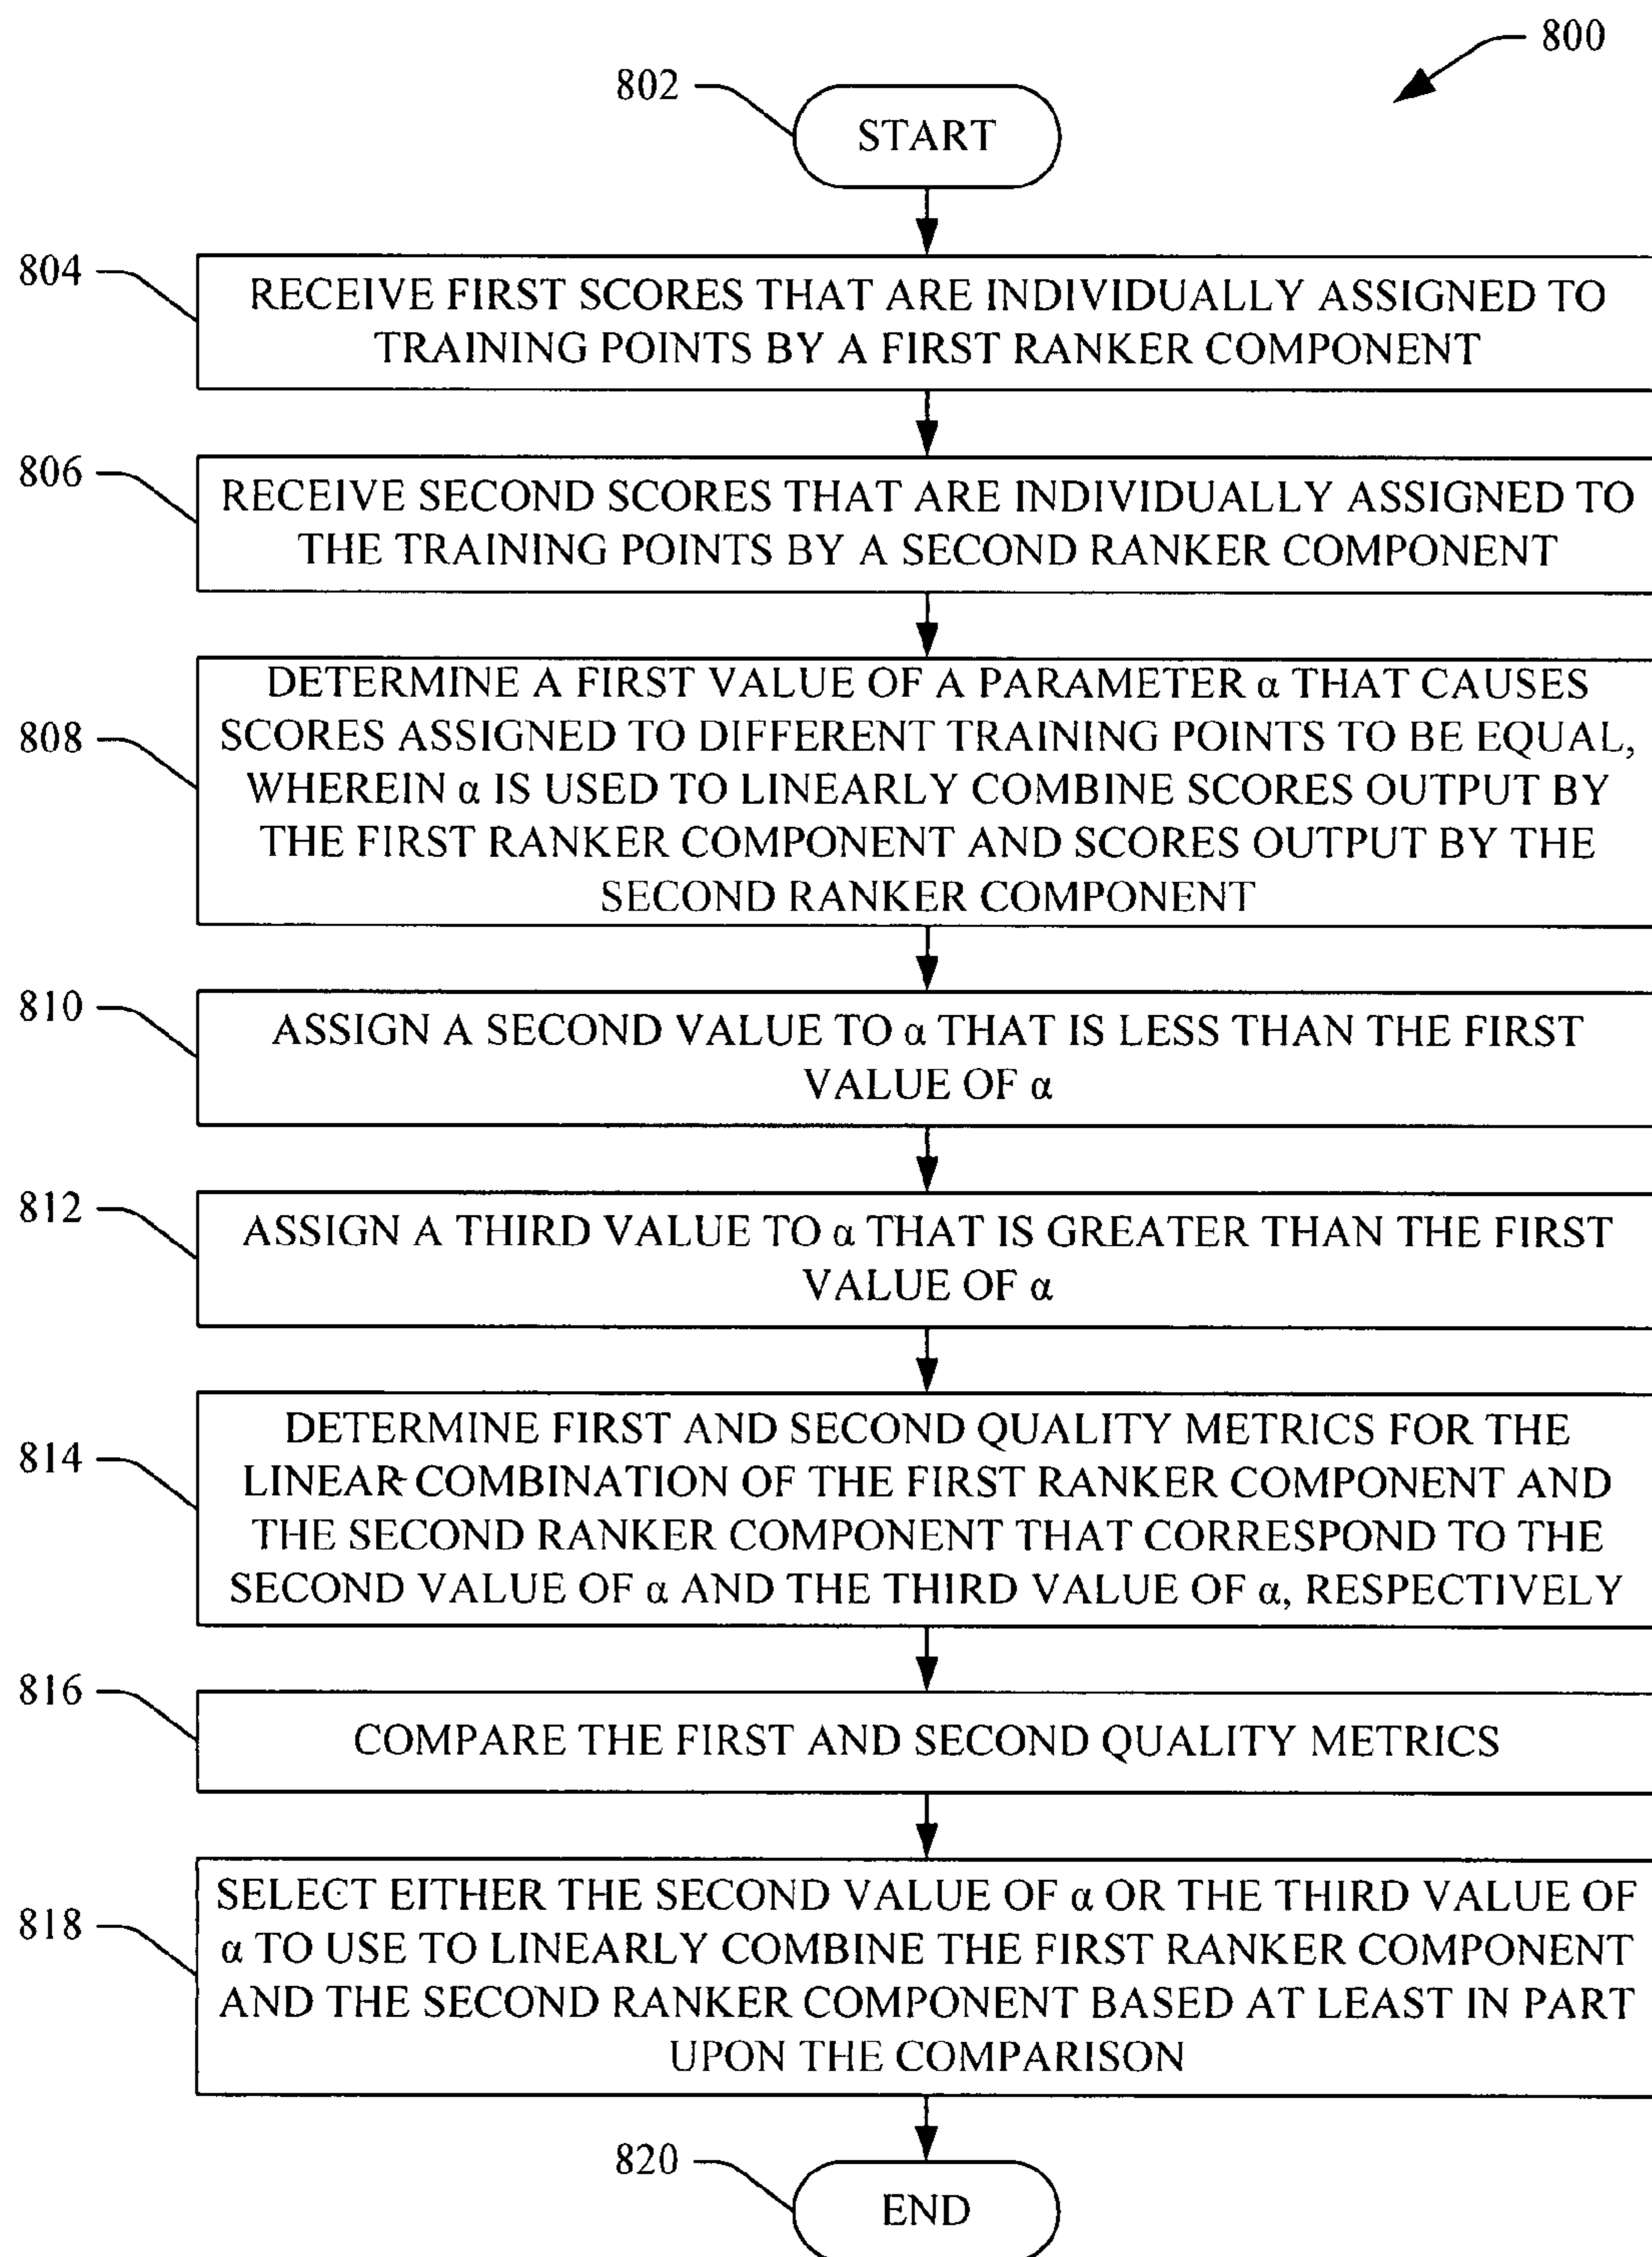 800
802
START
804
RECEIVE FIRST SCORES THAT ARE INDIVIDUALLY ASSIGNED TO
TRAINING POINTS BY A FIRST RANKER COMPONENT
806
RECEIVE SECOND SCORES THAT ARE INDIVIDUALLY ASSIGNED TO
THE TRAINING POINTS BY A SECOND RANKER COMPONENT
808
DETERMINE A FIRST VALUE OF A PARAMETER α THAT CAUSES
SCORES ASSIGNED TO DIFFERENT TRAINING POINTS TO BE EQUAL,
WHEREIN α IS USED TO LINEARLY COMBINE SCORES OUTPUT BY
THE FIRST RANKER COMPONENT AND SCORES OUTPUT BY THE
SECOND RANKER COMPONENT
810
ASSIGN A SECOND VALUE TO α THAT IS LESS THAN THE FIRST
VALUE OF α
812
ASSIGN A THIRD VALUE TO α THAT IS GREATER THAN THE FIRST
VALUE OF α
814
DETERMINE FIRST AND SECOND QUALITY METRICS FOR THE
LINEAR COMBINATION OF THE FIRST RANKER COMPONENT AND
THE SECOND RANKER COMPONENT THAT CORRESPOND TO THE
SECOND VALUE OF α AND THE THIRD VALUE OF α, RESPECTIVELY
816
COMPARE THE FIRST AND SECOND QUALITY METRICS
818
SELECT EITHER THE SECOND VALUE OF α OR THE THIRD VALUE OF
α TO USE TO LINEARLY COMBINE THE FIRST RANKER COMPONENT
AND THE SECOND RANKER COMPONENT BASED AT LEAST IN PART
UPON THE COMPARISON
820
END